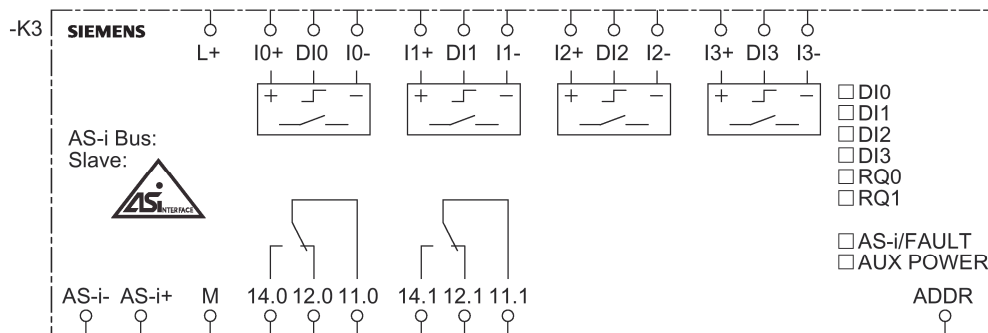 -K3 SIEMENS
L+ I0+ DI0 I0- I1+ DI1 I1- I2+ DI2 I2- I3+ DI3 I3-
+ − + − + − + −
DI0
DI1
DI2
DI3
RQ0
RQ1
AS-i Bus:
Slave:
ASi INTERFACE
AS-i/FAULT
AUX POWER
AS-i- AS-i+ M 14.0 12.0 11.0 14.1 12.1 11.1 ADDR